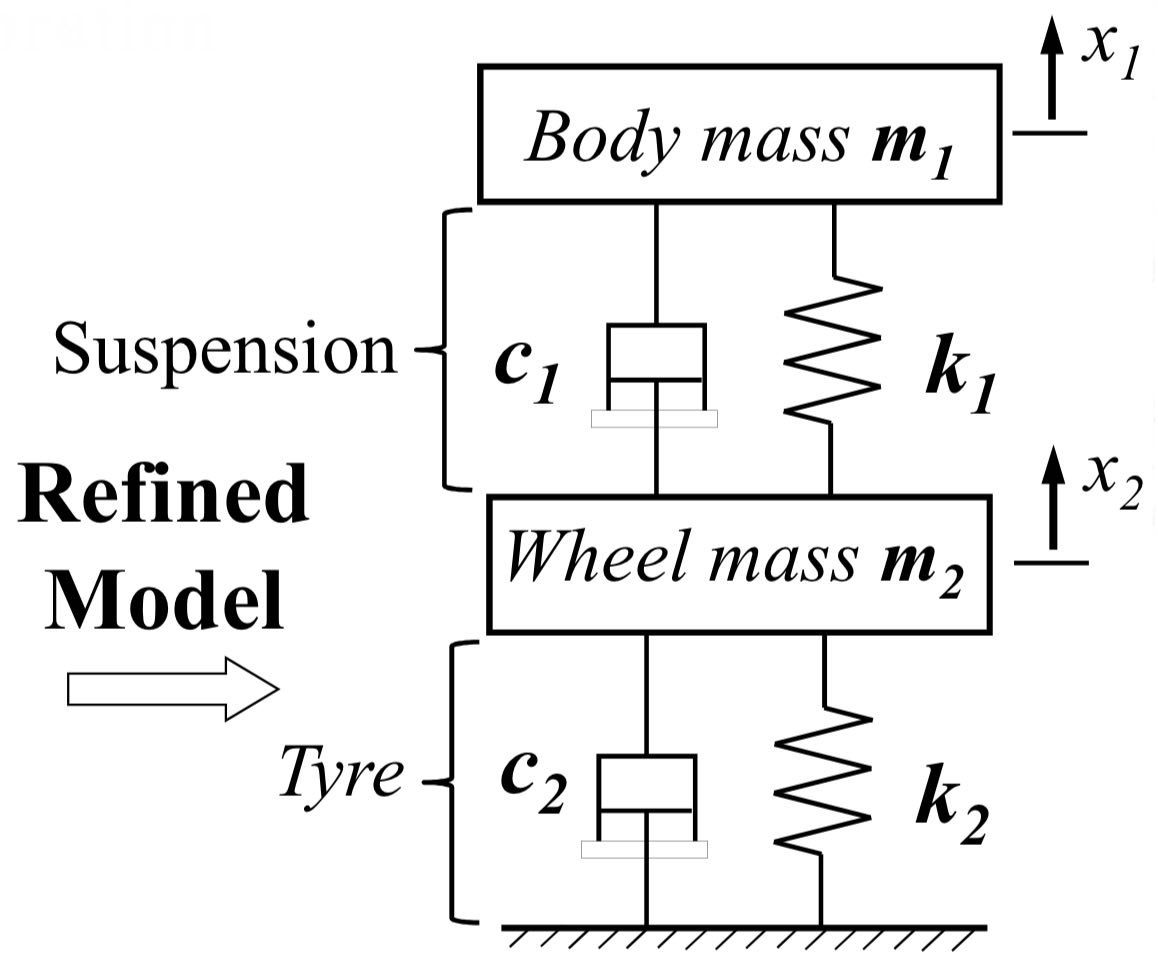 x1
Body mass m1
Suspension
c1
k1
Refined
Model
x2
Wheel mass m2
Tyre
c2
k2